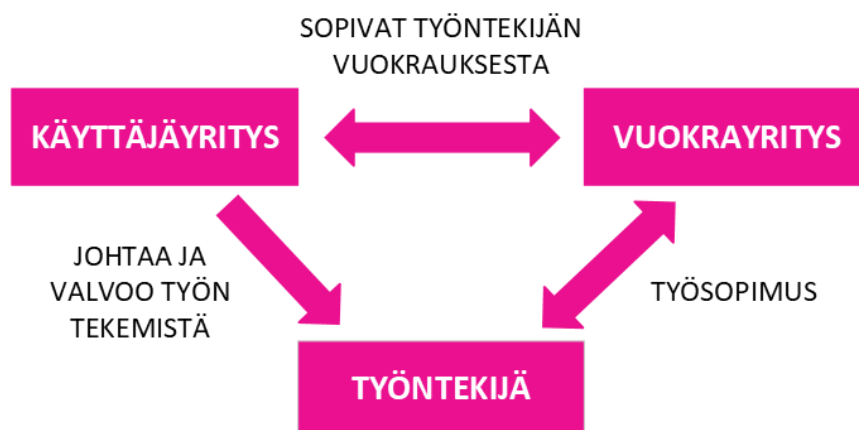 SOPIVAT TYÖNTEKIJÄN
VUOKRAUKSESTA
KÄYTTÄJÄYRITYS
VUOKRAYRITYS
JOHTAA JA
VALVOO TYÖN
TEKEMISTÄ
TYÖSOPIMUS
TYÖNTEKIJÄ